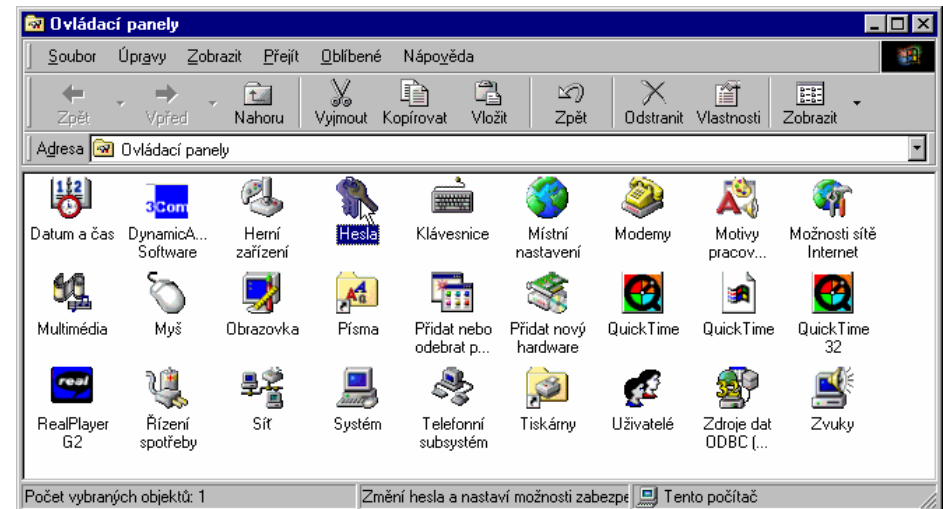 Ovládací panely
Soubor Úpravy Zobrazit Přejít Oblíbené Nápověda
Zpět Vpřed Nahoru Vyjmout Kopírovat Vložit Zpět Odstranit Vlastnosti Zobrazit
Adresa Ovládací panely
3Com
Datum a čas DynamicA... Herní Hesla Klávesnice Místní Modemy Motivy Možnosti sítě
Software zařízení nastavení pracov... Internet
Multimédia Myš Obrazovka Písma Přidat nebo Přidat nový QuickTime QuickTime QuickTime
odebrat p... hardware 32
real
RealPlayer Řízení Síť Systém Telefonní Tiskárny Uživatelé Zdroje dat Zvuky
G2 spotřeby subsystém ODBC (...
Počet vybraných objektů: 1 Změní hesla a nastaví možnosti zabezpe Tento počítač